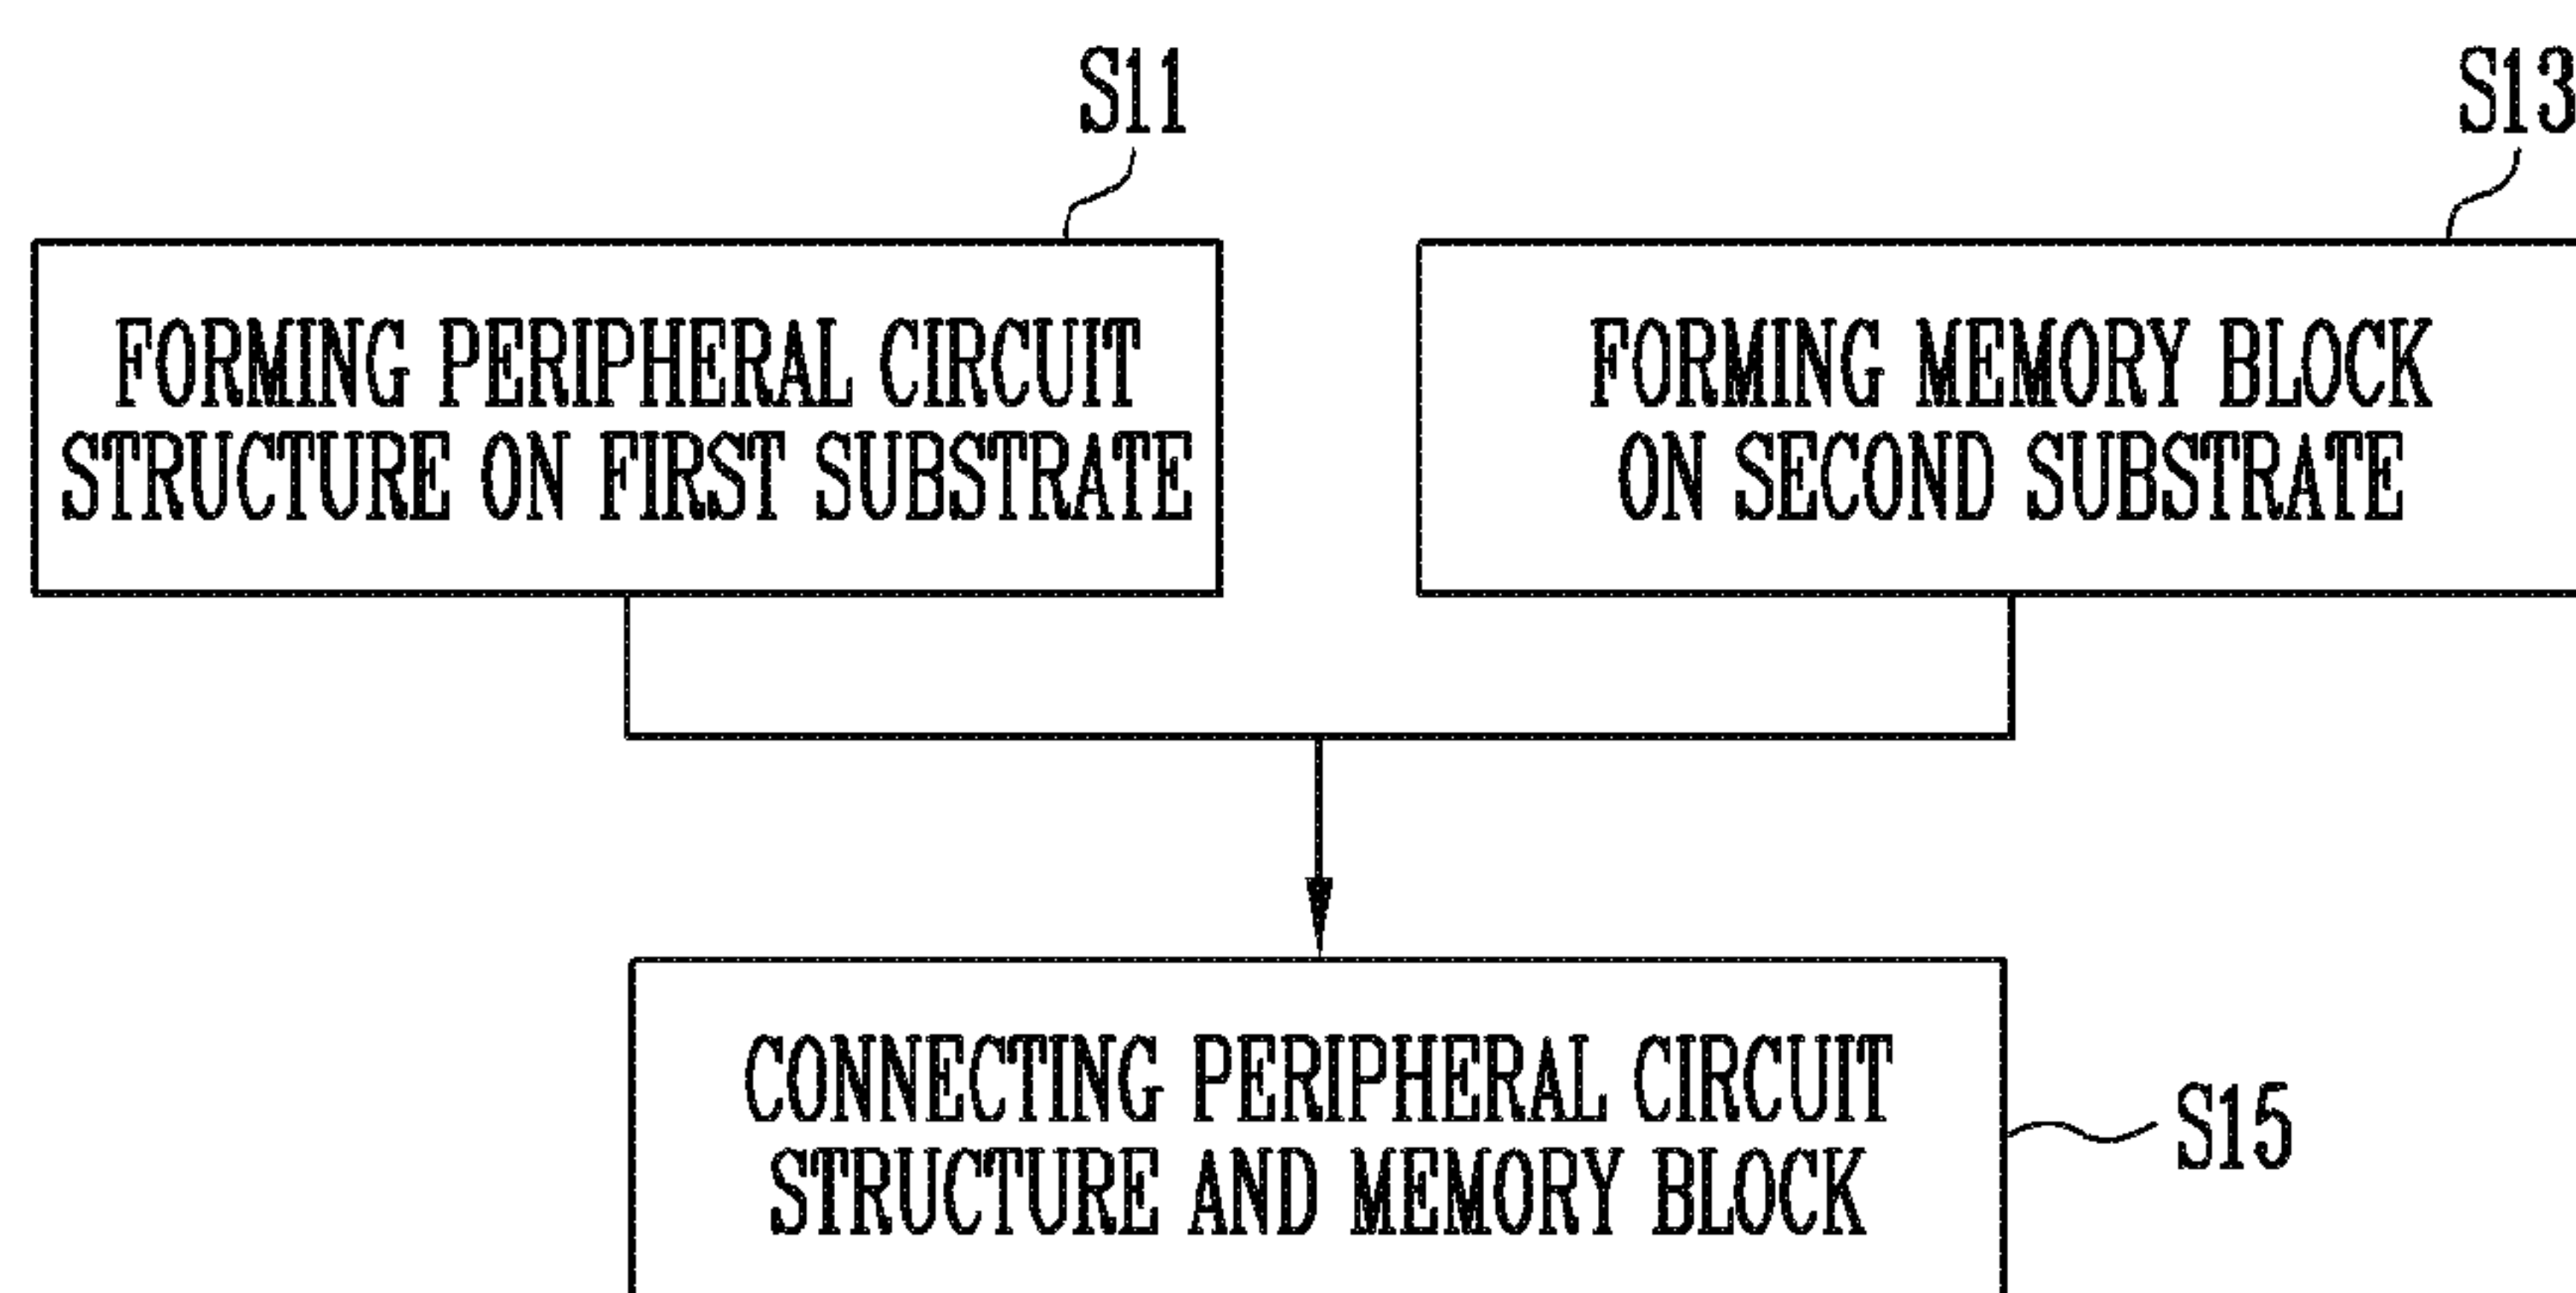 S11
S13
FORMING PERIPHERAL CIRCUIT
STRUCTURE ON FIRST SUBSTRATE
FORMING MEMORY BLOCK
ON SECOND SUBSTRATE
CONNECTING PERIPHERAL CIRCUIT
STRUCTURE AND MEMORY BLOCK
S15